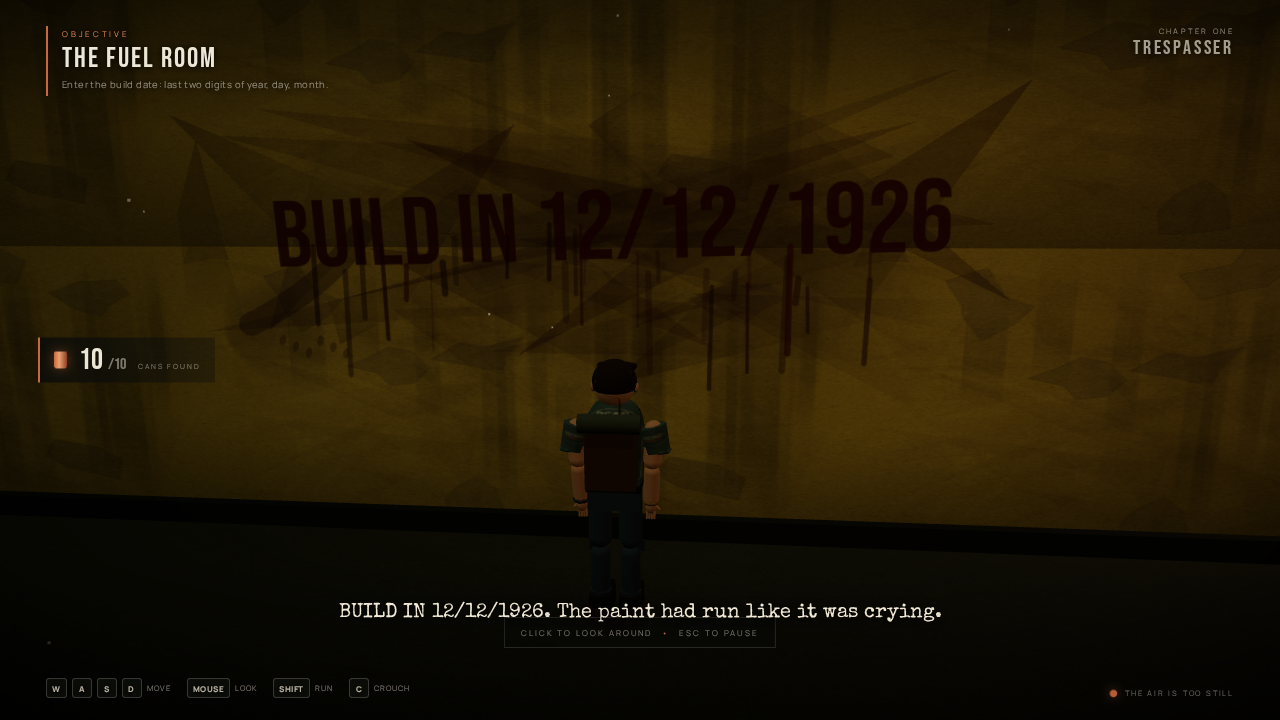 OBJECTIVE
THE FUEL ROOM
Enter the build date: last two digits of year, day, month.
CHAPTER ONE
TRESPASSER
BUILD IN 12/12/1926
10 /10 CANS FOUND
BUILD IN 12/12/1926. The paint had run like it was crying.
CLICK TO LOOK AROUND • ESC TO PAUSE
W A S D MOVE MOUSE LOOK SHIFT RUN C CROUCH
THE AIR IS TOO STILL